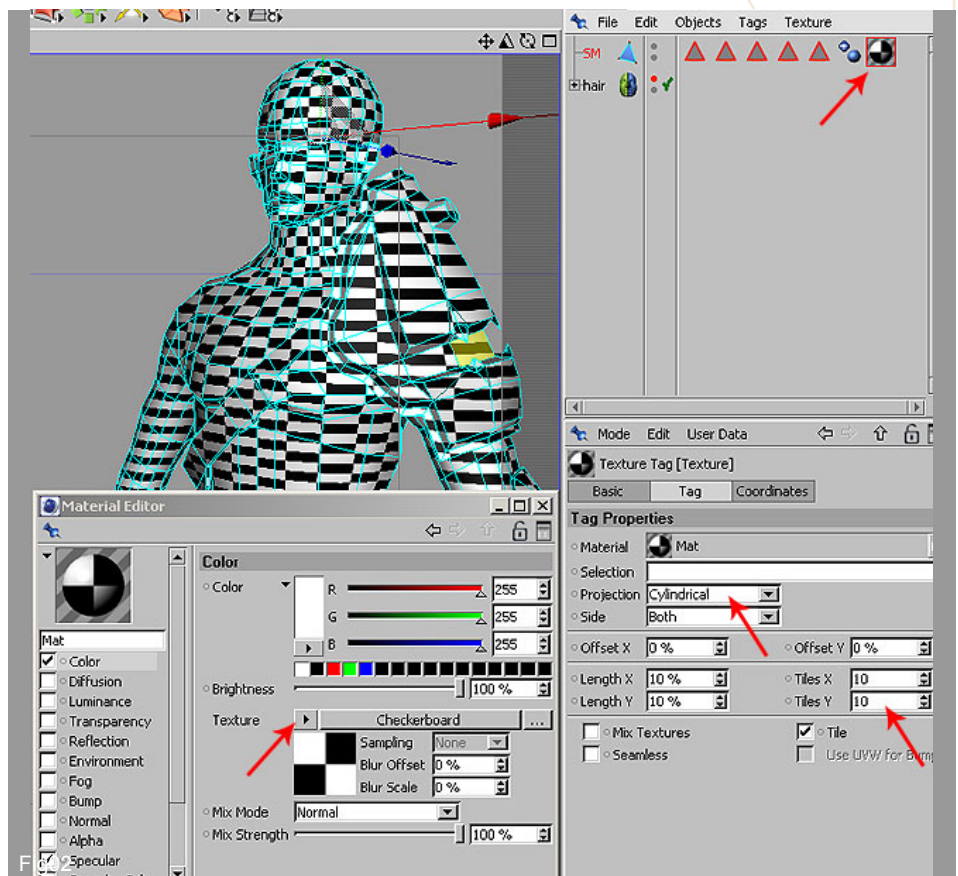 File Edit Objects Tags Texture
SM
hair
Mode Edit User Data
Texture Tag [Texture]
Basic Tag Coordinates
Tag Properties
Material Mat
Selection
Projection Cylindrical
Side Both
Offset X 0 % Offset Y 0 %
Length X 10 % Tiles X 10
Length Y 10 % Tiles Y 10
Mix Textures Tile
Seamless Use UVW for Bump
Material Editor
Mat
Color
Diffusion
Luminance
Transparency
Reflection
Environment
Fog
Bump
Normal
Alpha
Specular
Color
Color R 255
G 255
B 255
Brightness 100 %
Texture Checkerboard ...
Sampling None
Blur Offset 0 %
Blur Scale 0 %
Mix Mode Normal
Mix Strength 100 %